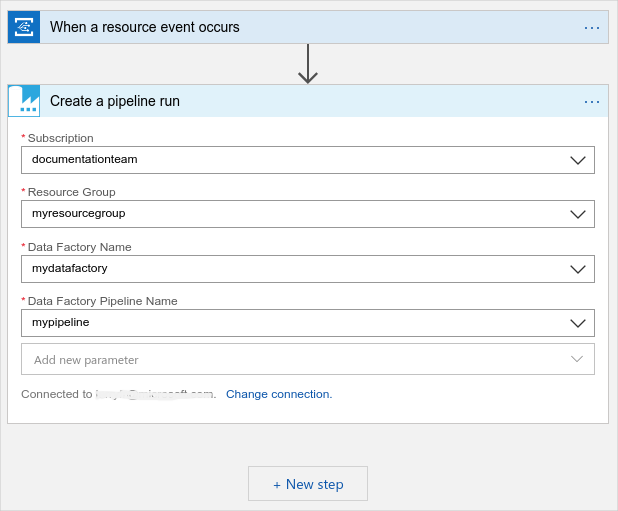 When a resource event occurs
...
Create a pipeline run
...
* Subscription
documentationteam
* Resource Group
myresourcegroup
* Data Factory Name
mydatafactory
* Data Factory Pipeline Name
mypipeline
Add new parameter
Connected to Change connection.
+ New step